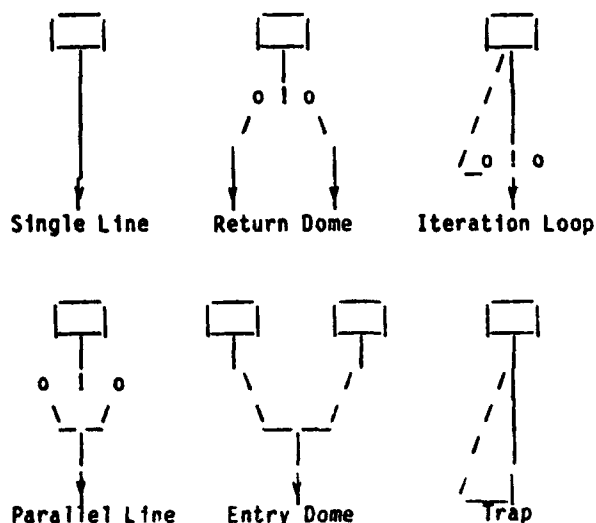 Single Line
Return Dome
Iteration Loop
Parallel Line
Entry Dome
Trap